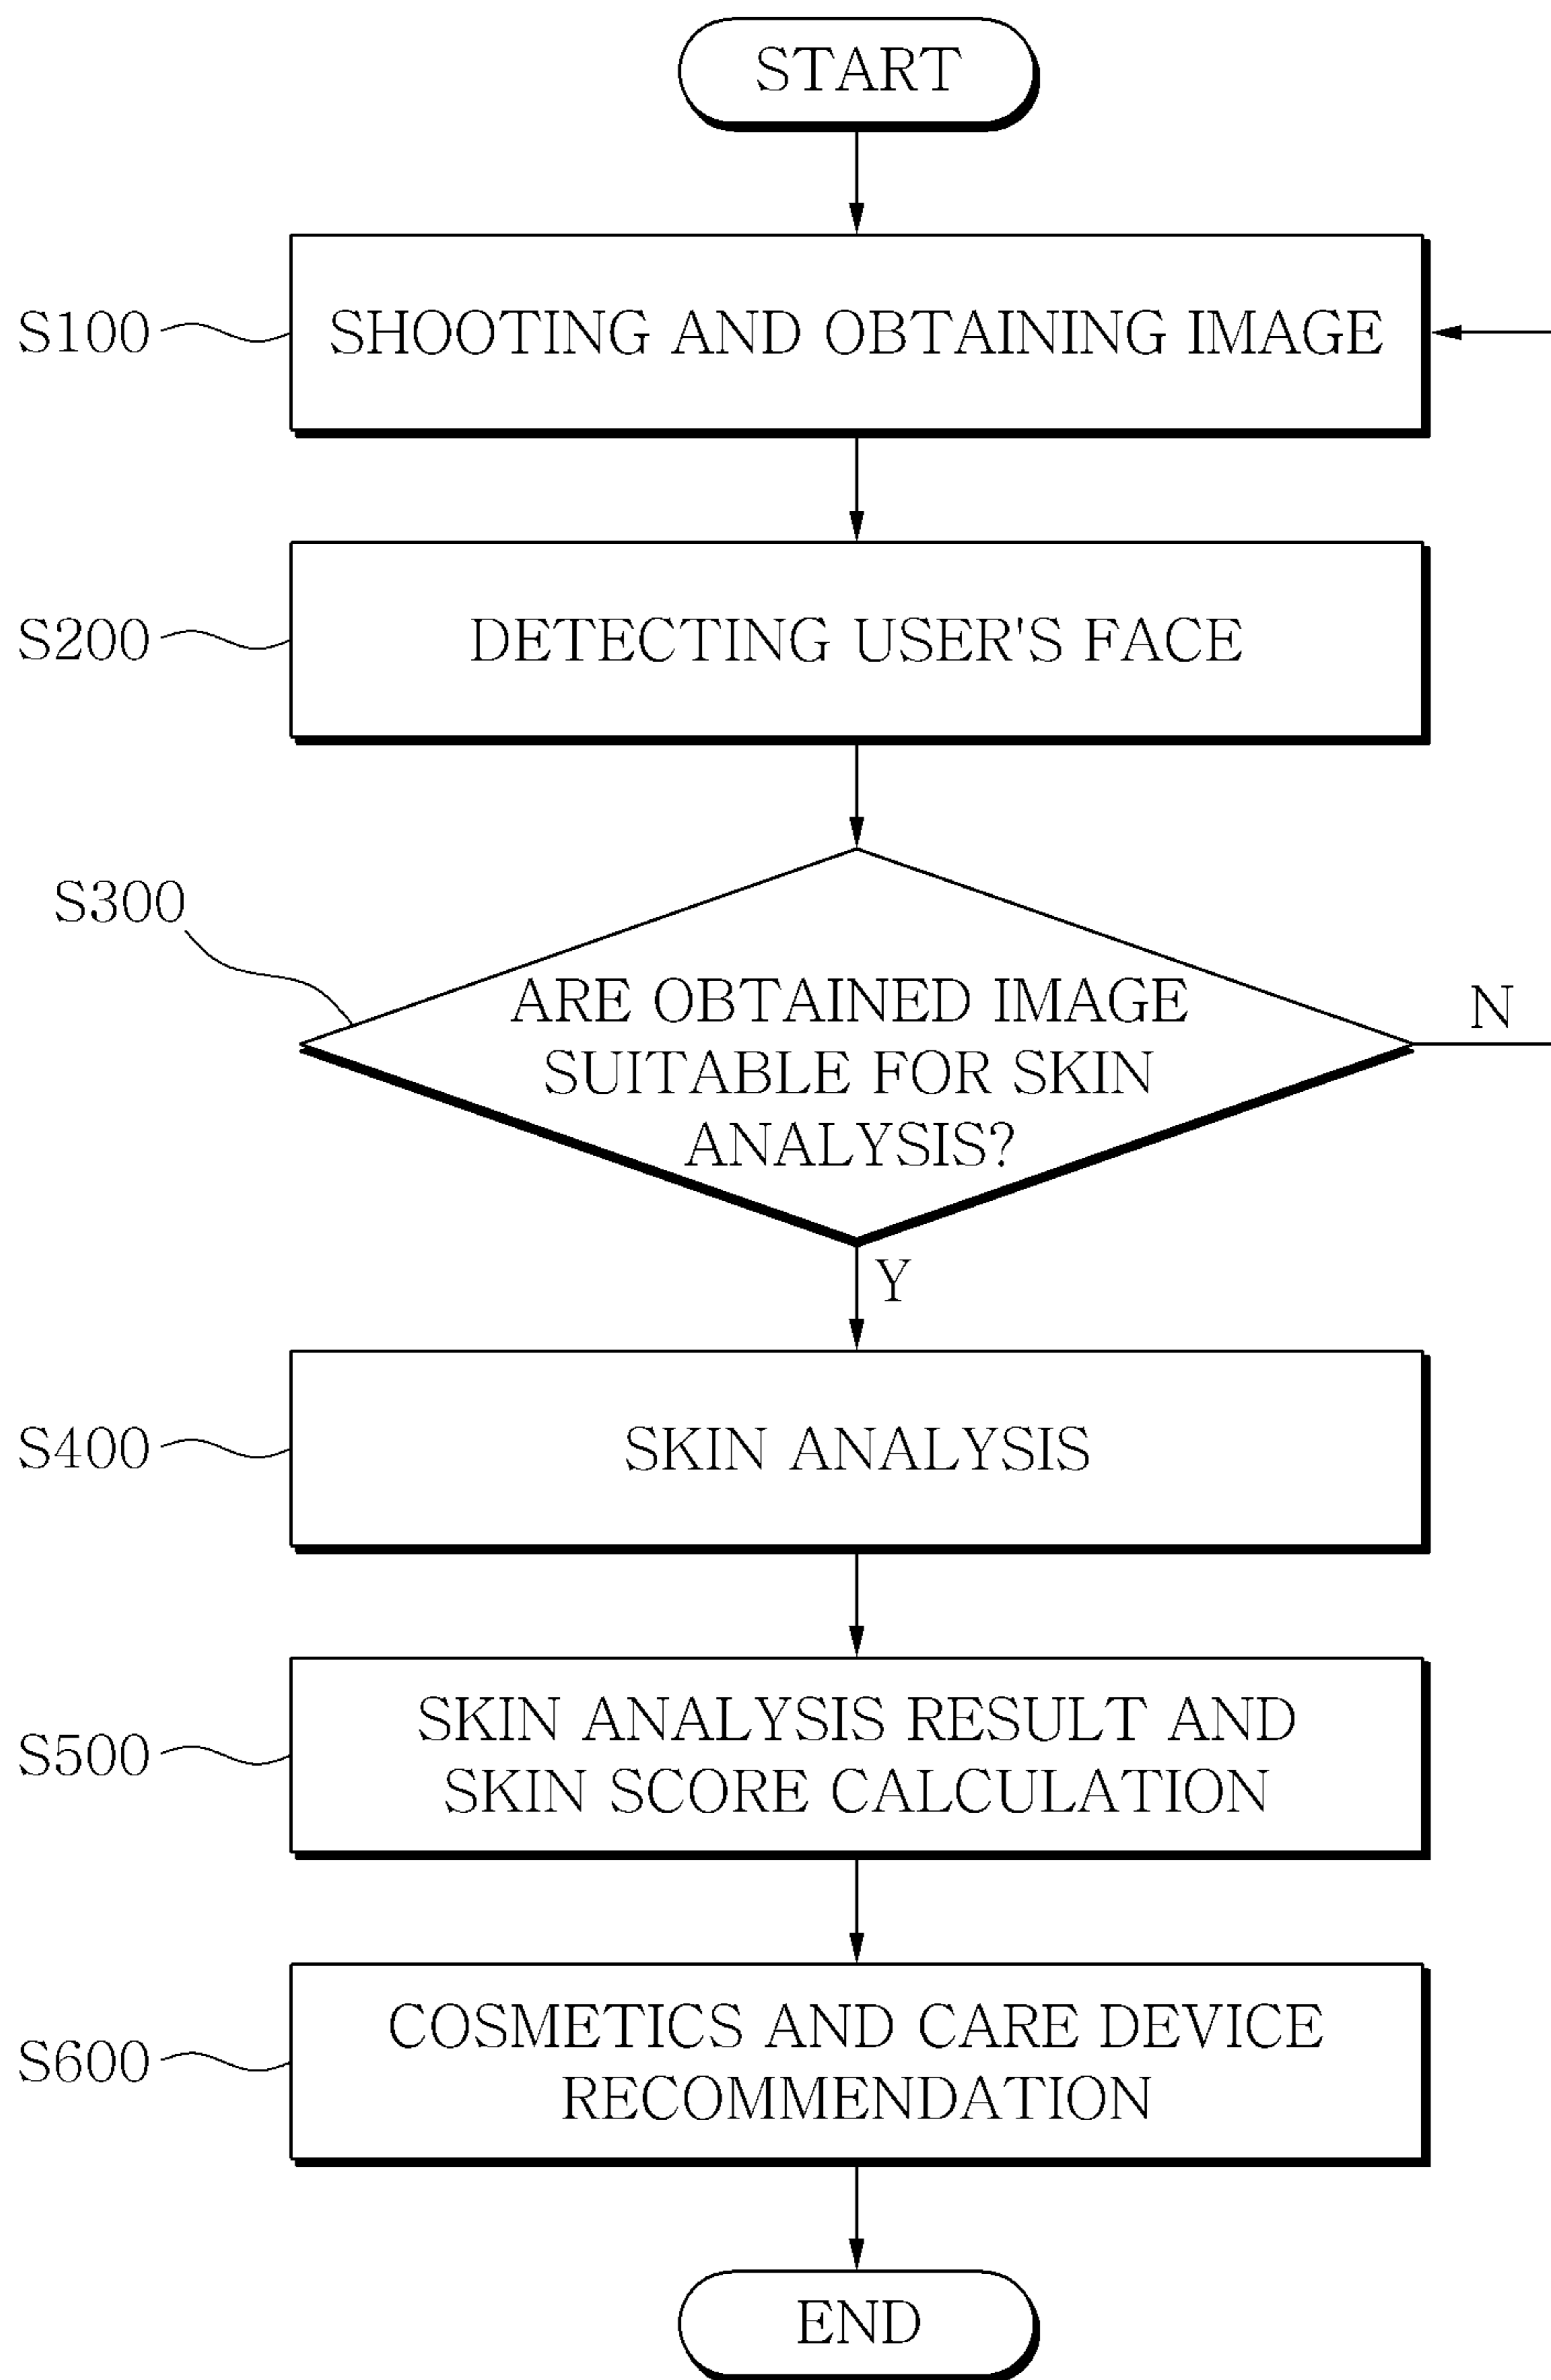 START
S100
SHOOTING AND OBTAINING IMAGE
S200
DETECTING USER'S FACE
S300
ARE OBTAINED IMAGE
SUITABLE FOR SKIN
ANALYSIS?
N
Y
S400
SKIN ANALYSIS
S500
SKIN ANALYSIS RESULT AND
SKIN SCORE CALCULATION
S600
COSMETICS AND CARE DEVICE
RECOMMENDATION
END